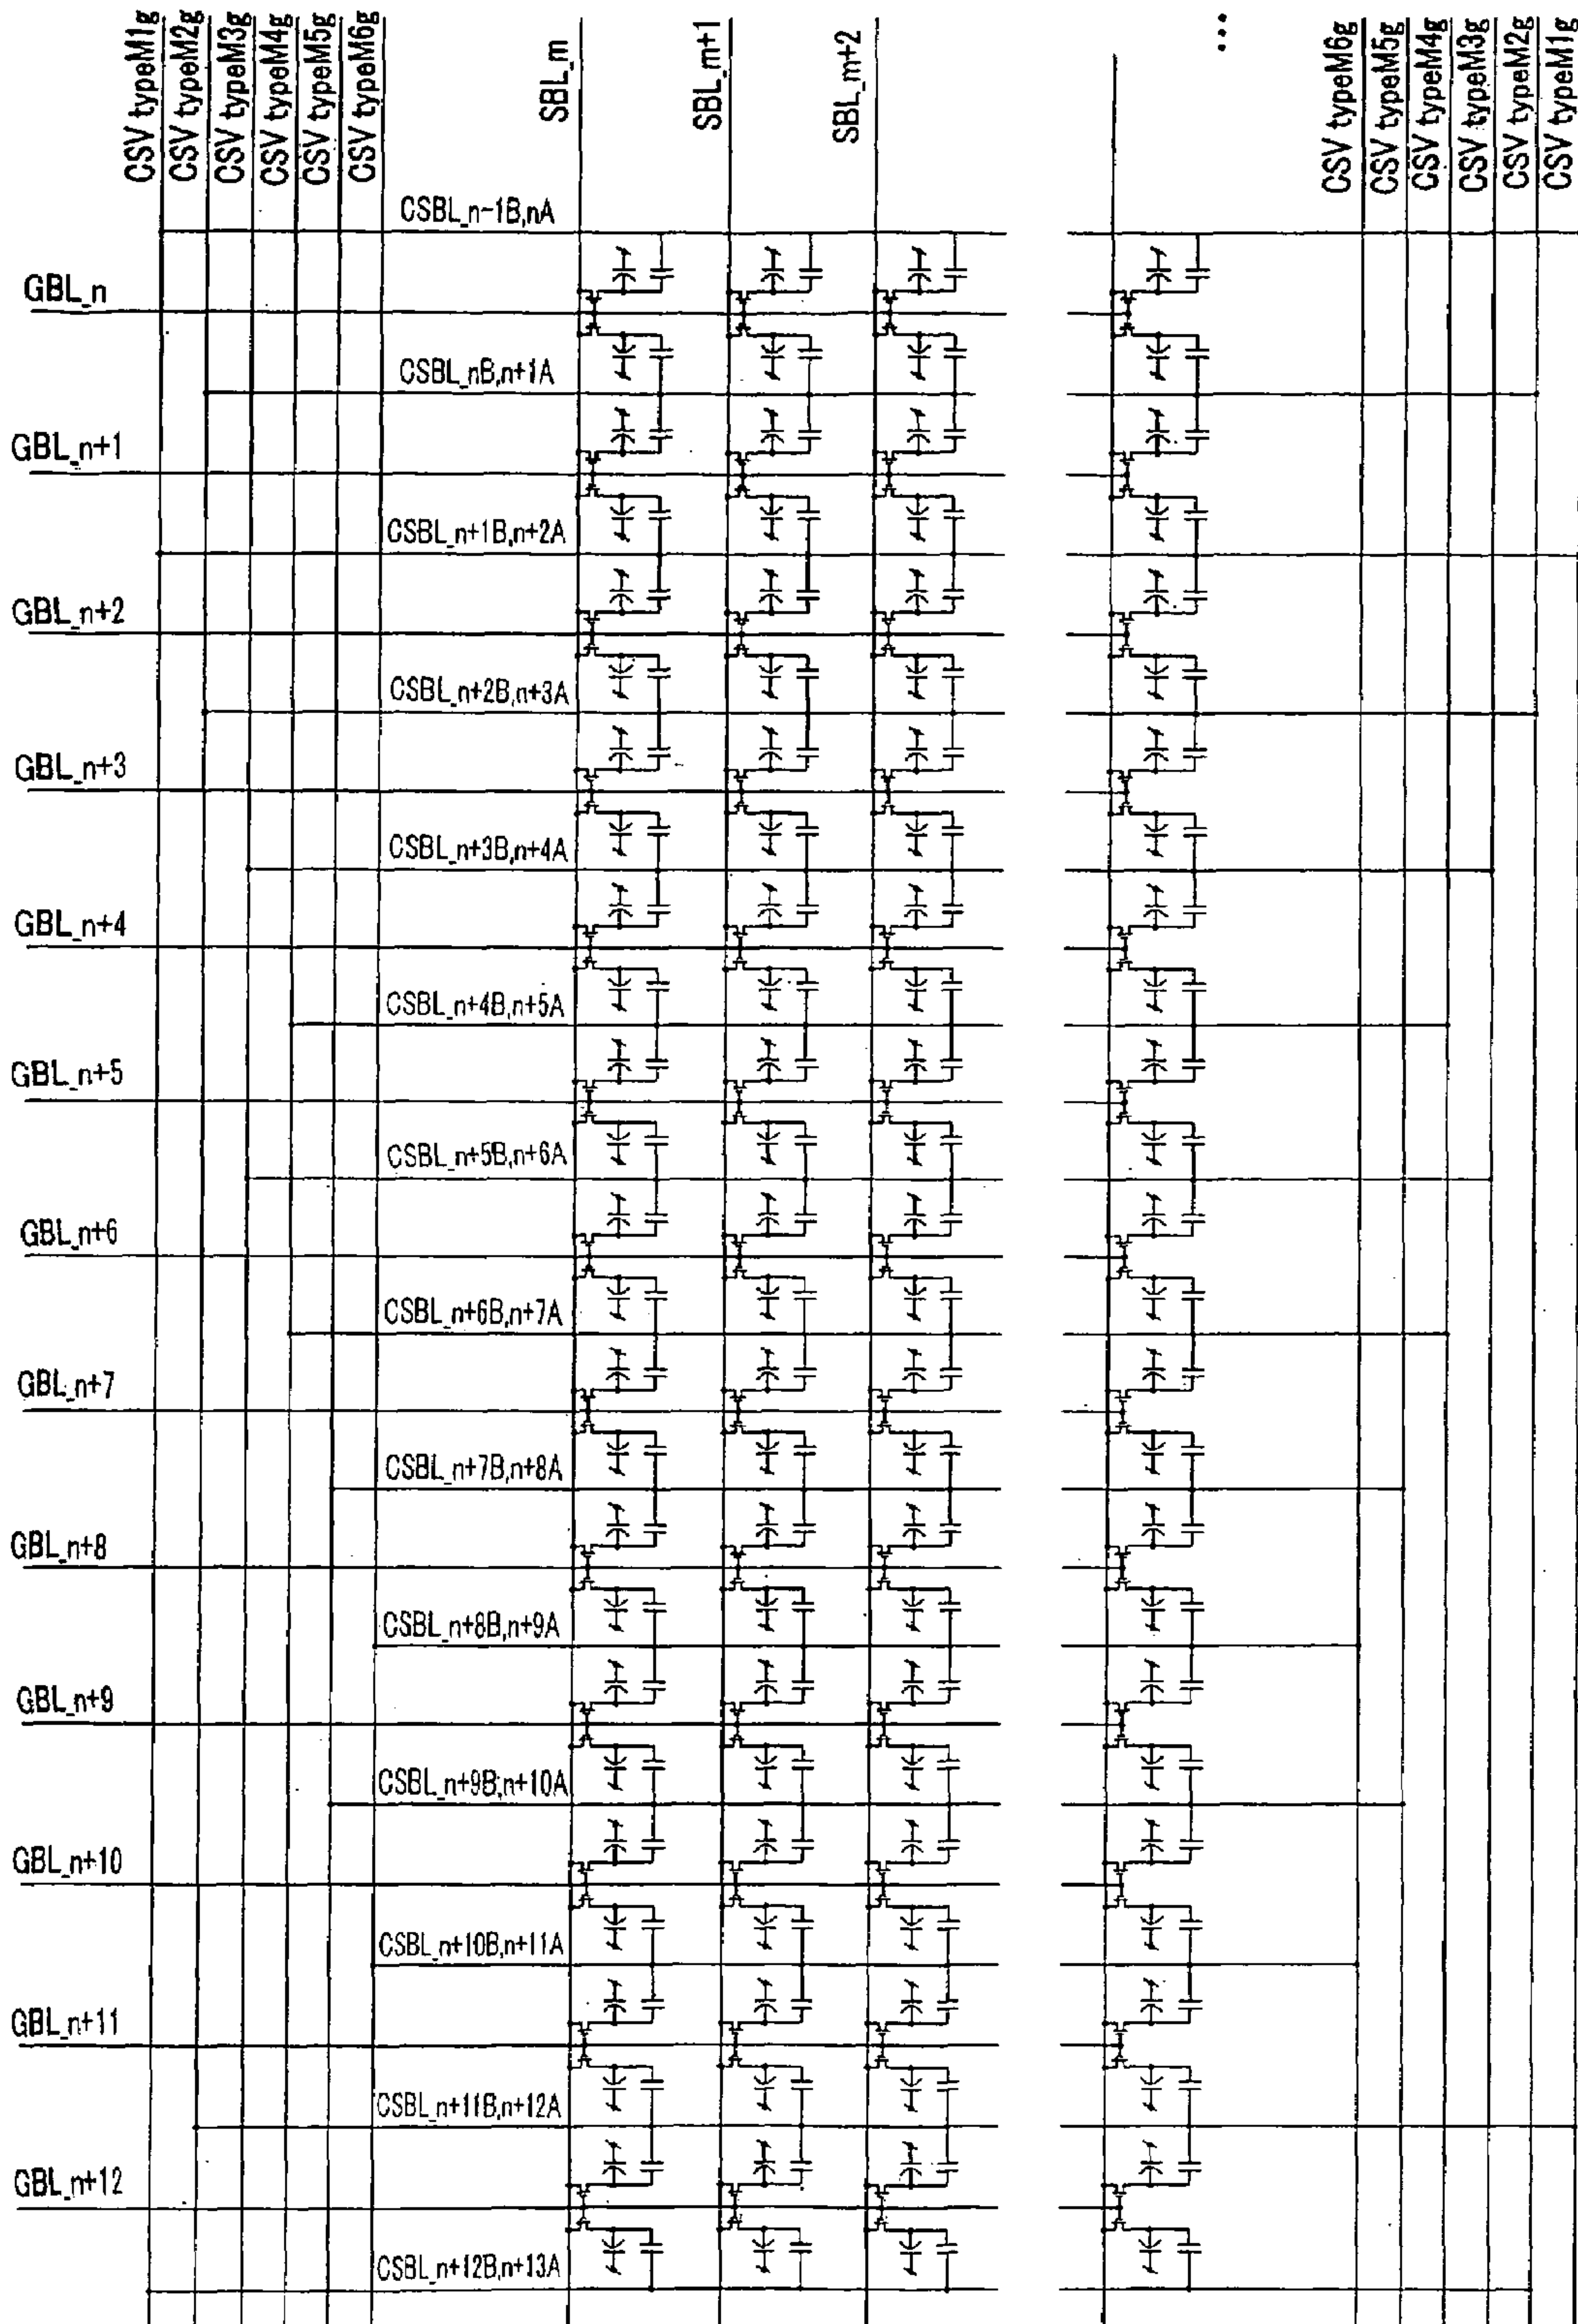 CSV typeM1g
CSV typeM2g
CSV typeM3g
CSV typeM4g
CSV typeM5g
CSV typeM6g
SBL_m
SBL_m+1
SBL_m+2
...
CSV typeM6g
CSV typeM5g
CSV typeM4g
CSV typeM3g
CSV typeM2g
CSV typeM1g
CSBL_n-1B,nA
GBL_n
CSBL_nB,n+1A
GBL_n+1
CSBL_n+1B,n+2A
GBL_n+2
CSBL_n+2B,n+3A
GBL_n+3
CSBL_n+3B,n+4A
GBL_n+4
CSBL_n+4B,n+5A
GBL_n+5
CSBL_n+5B,n+6A
GBL_n+6
CSBL_n+6B,n+7A
GBL_n+7
CSBL_n+7B,n+8A
GBL_n+8
CSBL_n+8B,n+9A
GBL_n+9
CSBL_n+9B,n+10A
GBL_n+10
CSBL_n+10B,n+11A
GBL_n+11
CSBL_n+11B,n+12A
GBL_n+12
CSBL_n+12B,n+13A